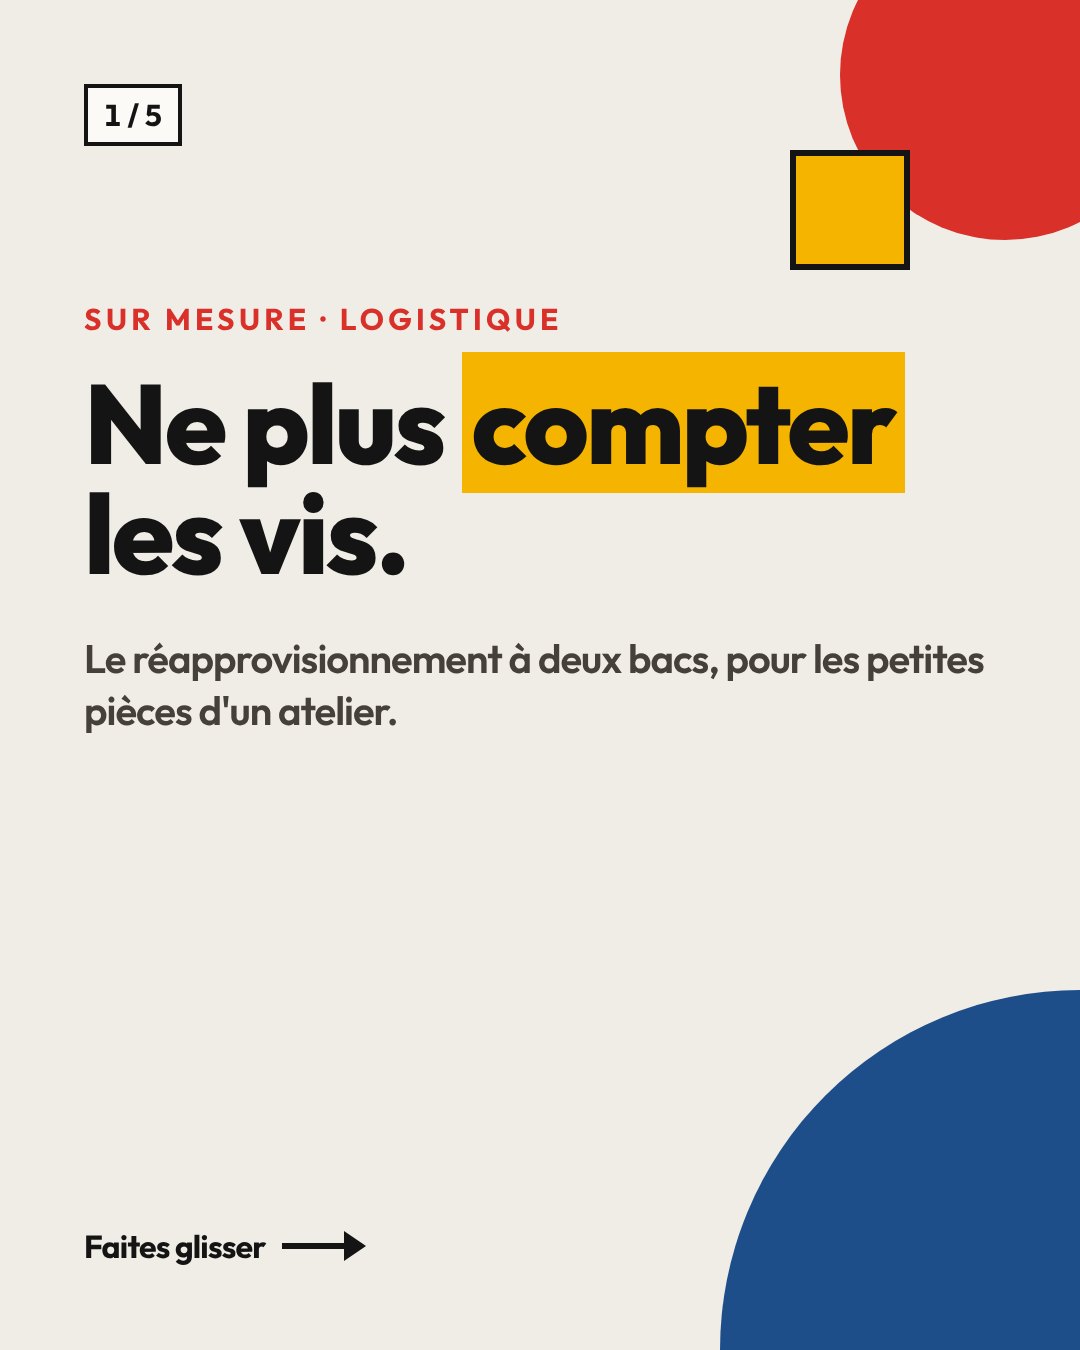 1/5
SUR MESURE · LOGISTIQUE
Ne plus compter
les vis.
Le réapprovisionnement à deux bacs, pour les petites
pièces d'un atelier.
Faites glisser